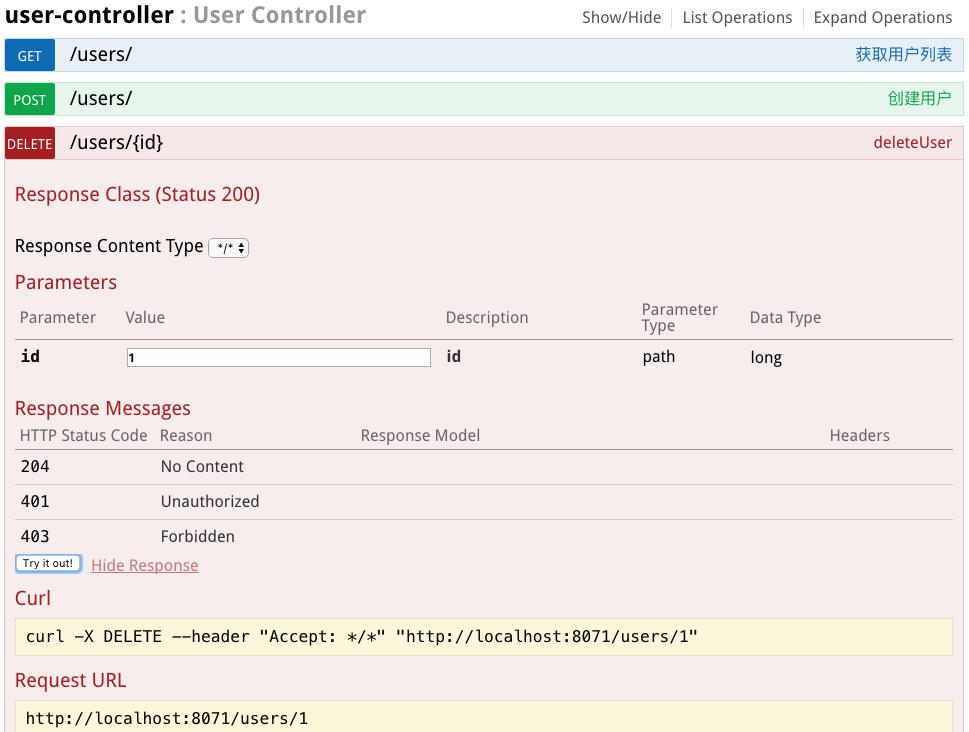 user-controller : User Controller Show/Hide List Operations Expand Operations
GET /users/ 获取用户列表
POST /users/ 创建用户
DELETE /users/{id} deleteUser
Response Class (Status 200)
Response Content Type */*
Parameters
Parameter Value Description Parameter Type Data Type
id 1 id path long
Response Messages
HTTP Status Code Reason Response Model Headers
204 No Content
401 Unauthorized
403 Forbidden
Try it out! Hide Response
Curl
curl -X DELETE --header "Accept: */*" "http://localhost:8071/users/1"
Request URL
http://localhost:8071/users/1